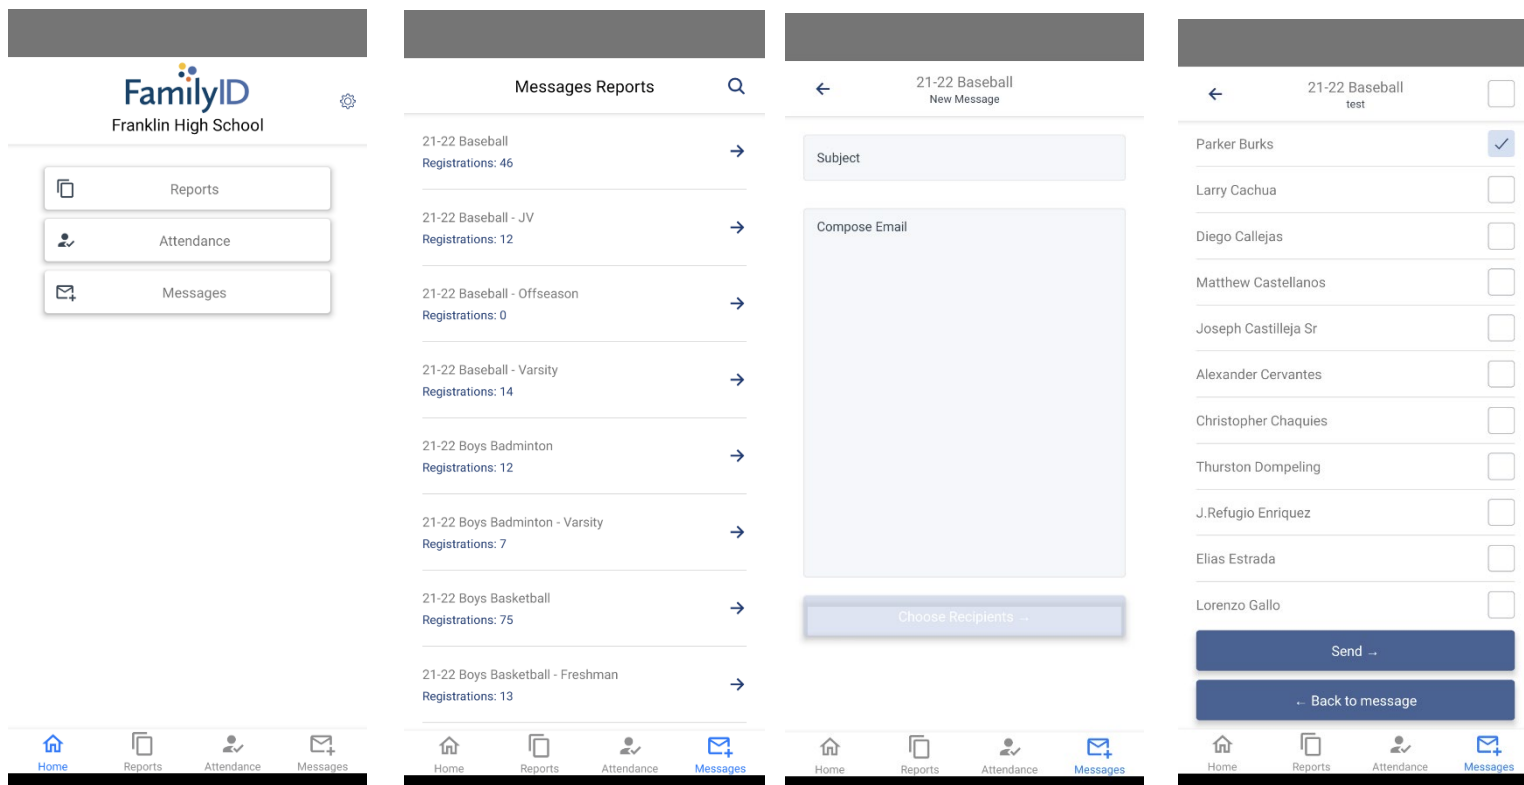 FamilyID
Franklin High School
Reports
Attendance
Messages
Home
Reports
Attendance
Messages
Messages Reports
21-22 Baseball
Registrations: 46
21-22 Baseball - JV
Registrations: 12
21-22 Baseball - Offseason
Registrations: 0
21-22 Baseball - Varsity
Registrations: 14
21-22 Boys Badminton
Registrations: 12
21-22 Boys Badminton - Varsity
Registrations: 7
21-22 Boys Basketball
Registrations: 75
21-22 Boys Basketball - Freshman
Registrations: 13
Home
Reports
Attendance
Messages
21-22 Baseball
New Message
Subject
Compose Email
Choose Recipients →
Home
Reports
Attendance
Messages
21-22 Baseball
test
Parker Burks
Larry Cachua
Diego Callejas
Matthew Castellanos
Joseph Castilleja Sr
Alexander Cervantes
Christopher Chaquies
Thurston Dompeling
J.Refugio Enriquez
Elias Estrada
Lorenzo Gallo
Send →
← Back to message
Home
Reports
Attendance
Messages